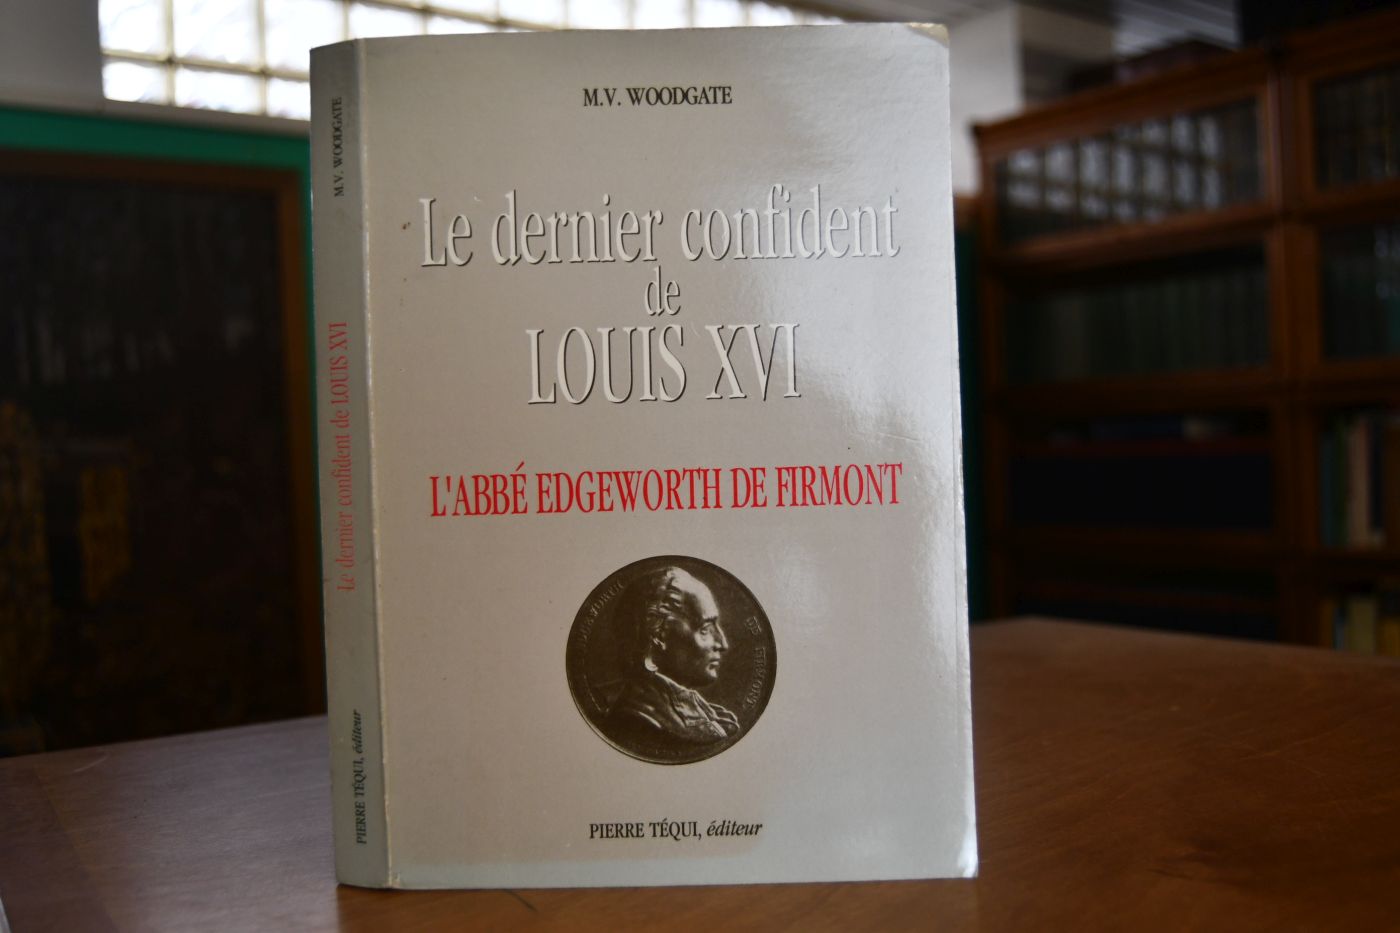 M.V. WOODGATE
Le dernier confident
de
LOUIS XVI
L'ABBÉ EDGEWORTH DE FIRMONT
PIERRE TÉQUI, éditeur
M.V. WOODGATE
Le dernier confident de LOUIS XVI
PIERRE TÉQUI, éditeur